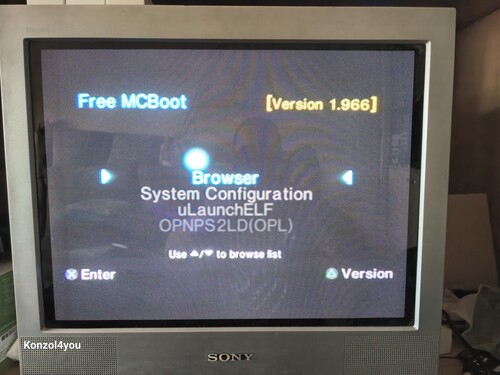 Free MCBoot
[Version 1.966]
Browser
System Configuration
uLaunchELF
OPNPS2LD(OPL)
Use ▲/▼ to browse list
Enter
Version
Konzol4you
SONY